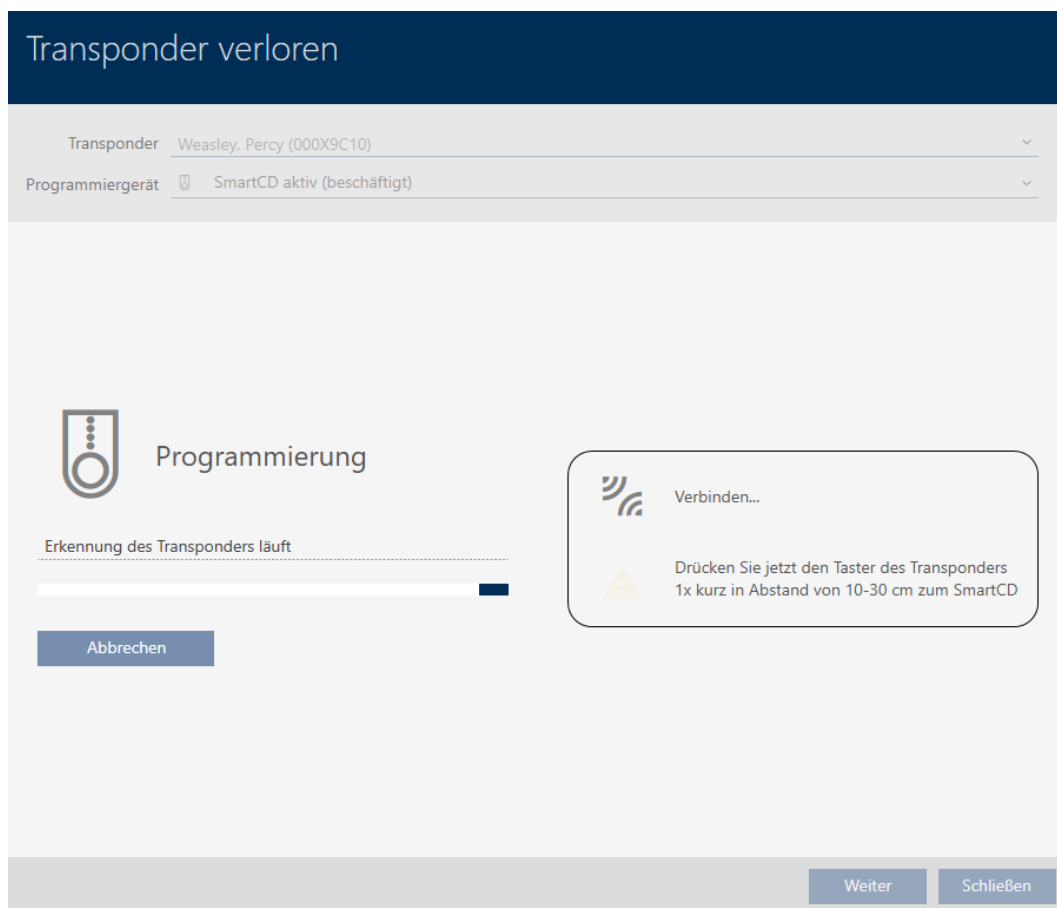 Transponder verloren
Transponder Weasley, Percy (000X9C10)
Programmiergerät SmartCD aktiv (beschäftigt)
Programmierung
Erkennung des Transponders läuft
Abbrechen
Verbinden...
Drücken Sie jetzt den Taster des Transponders
1x kurz in Abstand von 10-30 cm zum SmartCD
Weiter Schließen